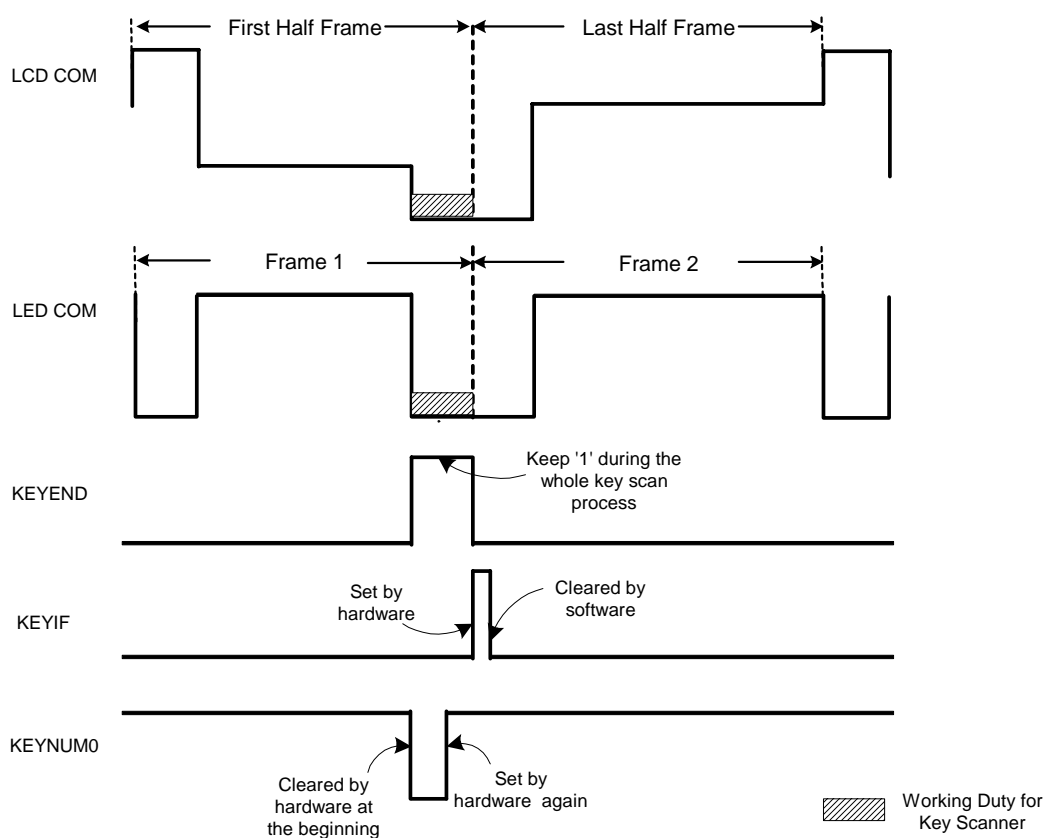 First Half Frame
Last Half Frame
LCD COM
Frame 1
Frame 2
LED COM
Keep '1' during the
whole key scan
process
KEYEND
Set by
hardware
Cleared by
software
KEYIF
KEYNUM0
Cleared by
hardware at
the beginning
Set by
hardware again
Working Duty for
Key Scanner